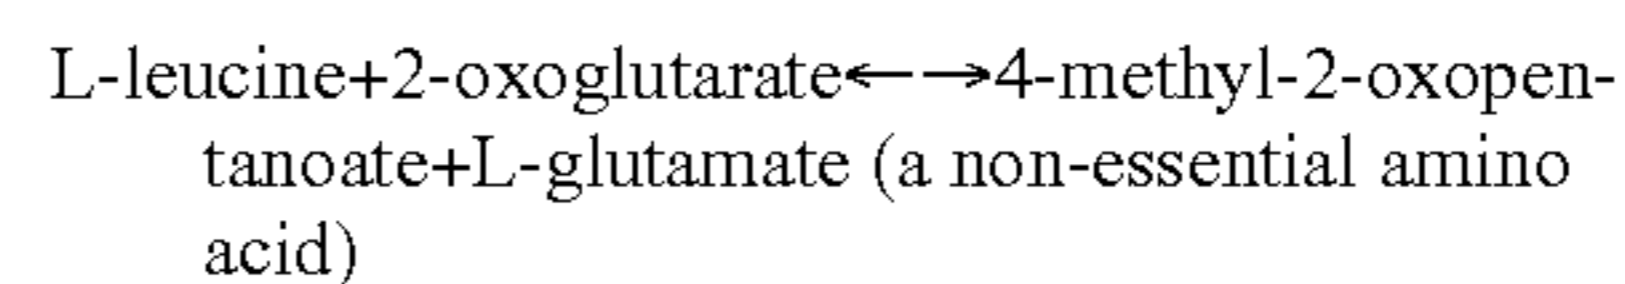 L-leucine+2-oxoglutarate←→4-methyl-2-oxopen-
tanoate+L-glutamate (a non-essential amino
acid)